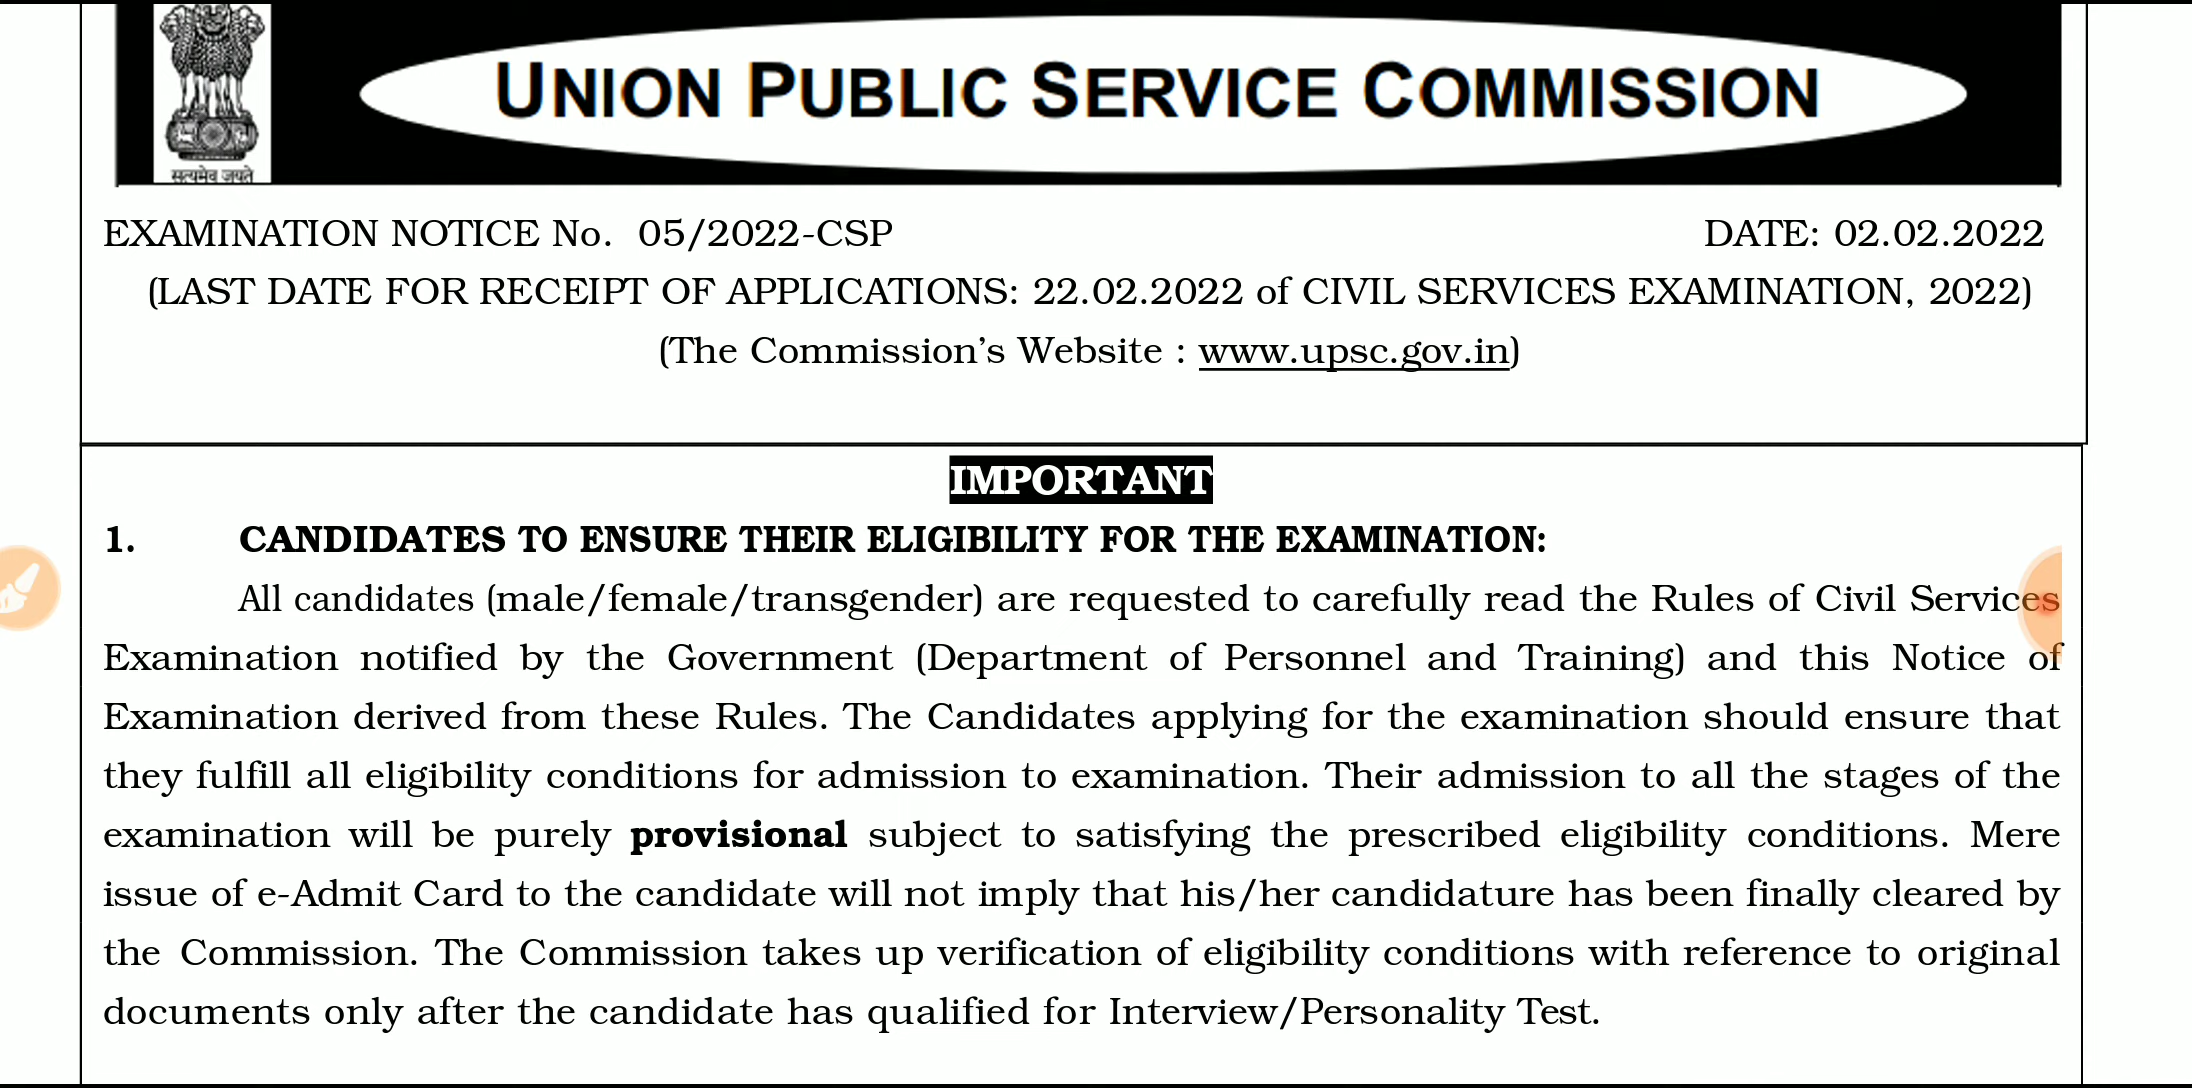 UNION PUBLIC SERVICE COMMISSION
सत्यमेव जयते
EXAMINATION NOTICE No. 05/2022-CSP DATE: 02.02.2022
(LAST DATE FOR RECEIPT OF APPLICATIONS: 22.02.2022 of CIVIL SERVICES EXAMINATION, 2022)
(The Commission’s Website : www.upsc.gov.in)
IMPORTANT
1. CANDIDATES TO ENSURE THEIR ELIGIBILITY FOR THE EXAMINATION:
All candidates (male/female/transgender) are requested to carefully read the Rules of Civil Services
Examination notified by the Government (Department of Personnel and Training) and this Notice of
Examination derived from these Rules. The Candidates applying for the examination should ensure that
they fulfill all eligibility conditions for admission to examination. Their admission to all the stages of the
examination will be purely provisional subject to satisfying the prescribed eligibility conditions. Mere
issue of e-Admit Card to the candidate will not imply that his/her candidature has been finally cleared by
the Commission. The Commission takes up verification of eligibility conditions with reference to original
documents only after the candidate has qualified for Interview/Personality Test.